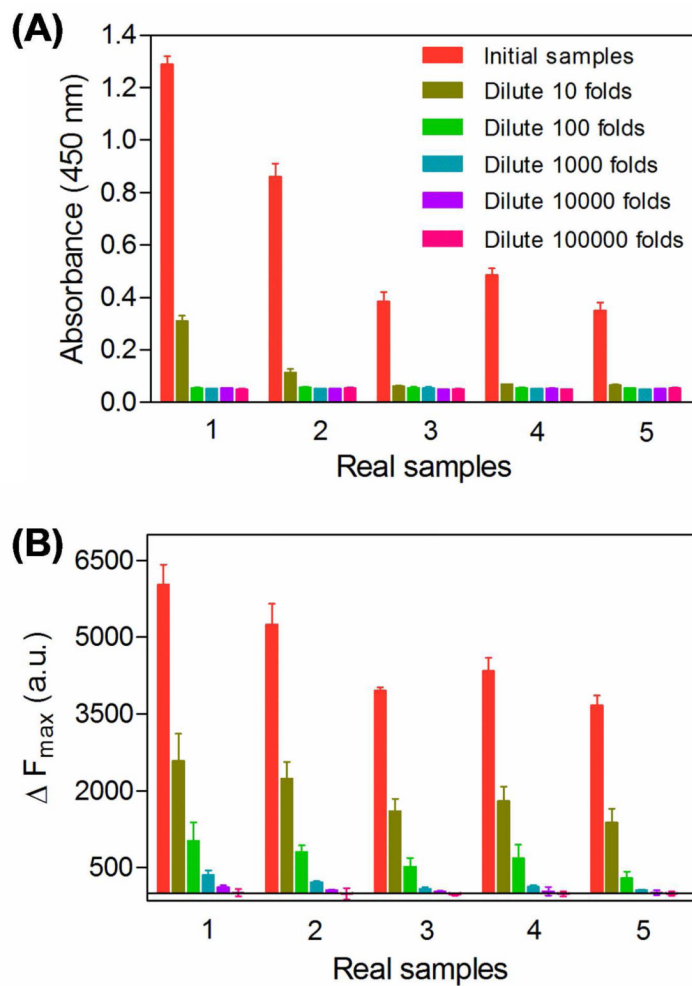 (A)
Absorbance (450 nm)
1.4
1.2
1.0
0.8
0.6
0.4
0.2
0.0
Initial samples
Dilute 10 folds
Dilute 100 folds
Dilute 1000 folds
Dilute 10000 folds
Dilute 100000 folds
1 2 3 4 5
Real samples
(B)
Δ Fmax (a.u.)
6500
5000
3500
2000
500
1 2 3 4 5
Real samples